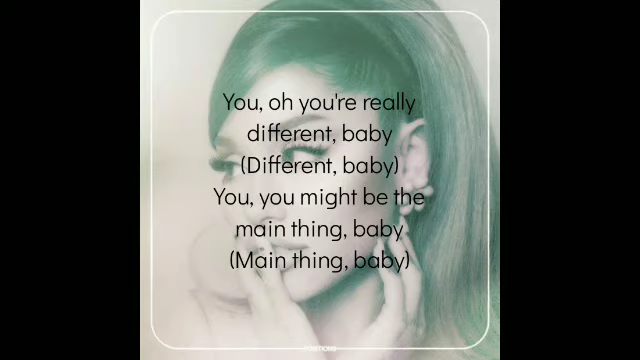 You, oh you're really
different, baby
(Different, baby)
You, you might be the
main thing, baby
(Main thing, baby)